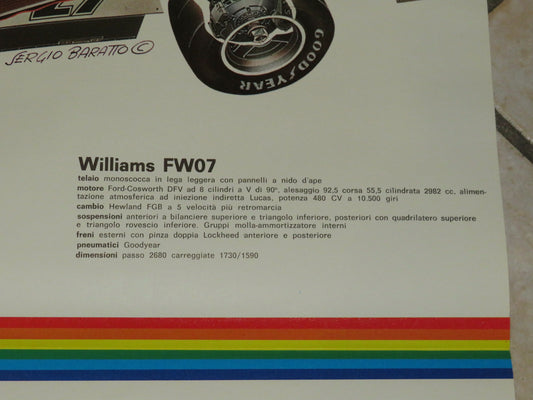 27
SERGIO BARATTO ©
GOODYEAR
GOODYEAR
Williams FW07
telaio monoscocca in lega leggera con pannelli a nido d'ape
motore Ford-Cosworth DFV ad 8 cilindri a V di 90°, alesaggio 92,5 corsa 55,5 cilindrata 2982 cc, alimen-
tazione atmosferica ad iniezione indiretta Lucas, potenza 480 CV a 10.500 giri
cambio Hewland FGB a 5 velocità più retromarcia
sospensioni anteriori a bilanciere superiore e triangolo inferiore, posteriori con quadrilatero superiore
e triangolo rovescio inferiore. Gruppi molla-ammortizzatore interni
freni esterni con pinza doppia Lockheed anteriore e posteriore
pneumatici Goodyear
dimensioni passo 2680 carreggiate 1730/1590